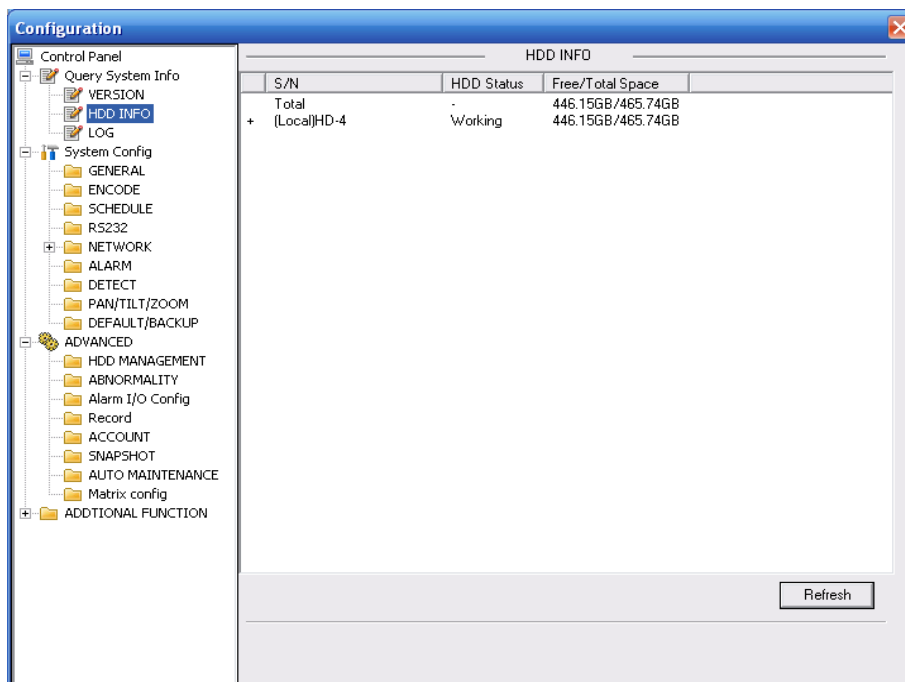 Configuration
Control Panel
Query System Info
VERSION
HDD INFO
LOG
System Config
GENERAL
ENCODE
SCHEDULE
RS232
NETWORK
ALARM
DETECT
PAN/TILT/ZOOM
DEFAULT/BACKUP
ADVANCED
HDD MANAGEMENT
ABNORMALITY
Alarm I/O Config
Record
ACCOUNT
SNAPSHOT
AUTO MAINTENANCE
Matrix config
ADDTIONAL FUNCTION
HDD INFO
S/N HDD Status Free/Total Space
Total - 446.15GB/465.74GB
+ (Local)HD-4 Working 446.15GB/465.74GB
Refresh